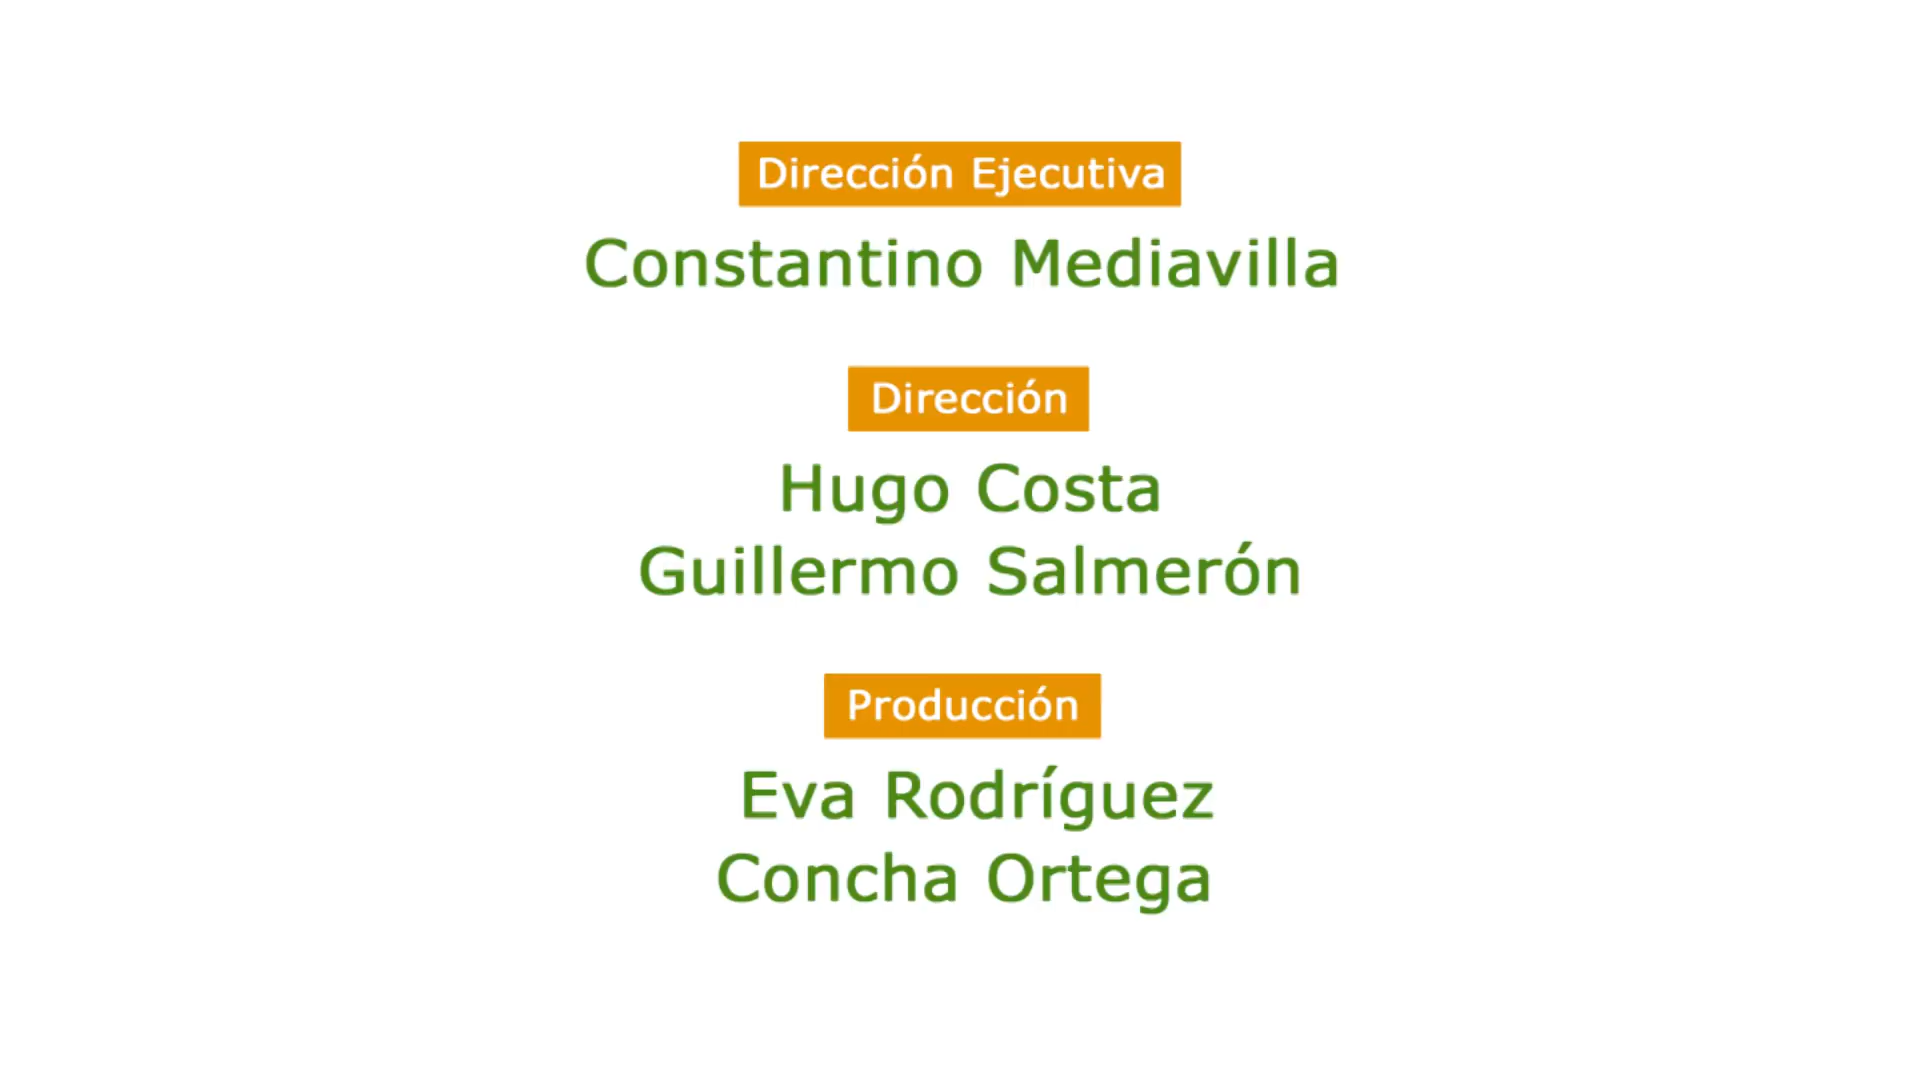 Dirección Ejecutiva
Constantino Mediavilla
Dirección
Hugo Costa
Guillermo Salmerón
Producción
Eva Rodríguez
Concha Ortega